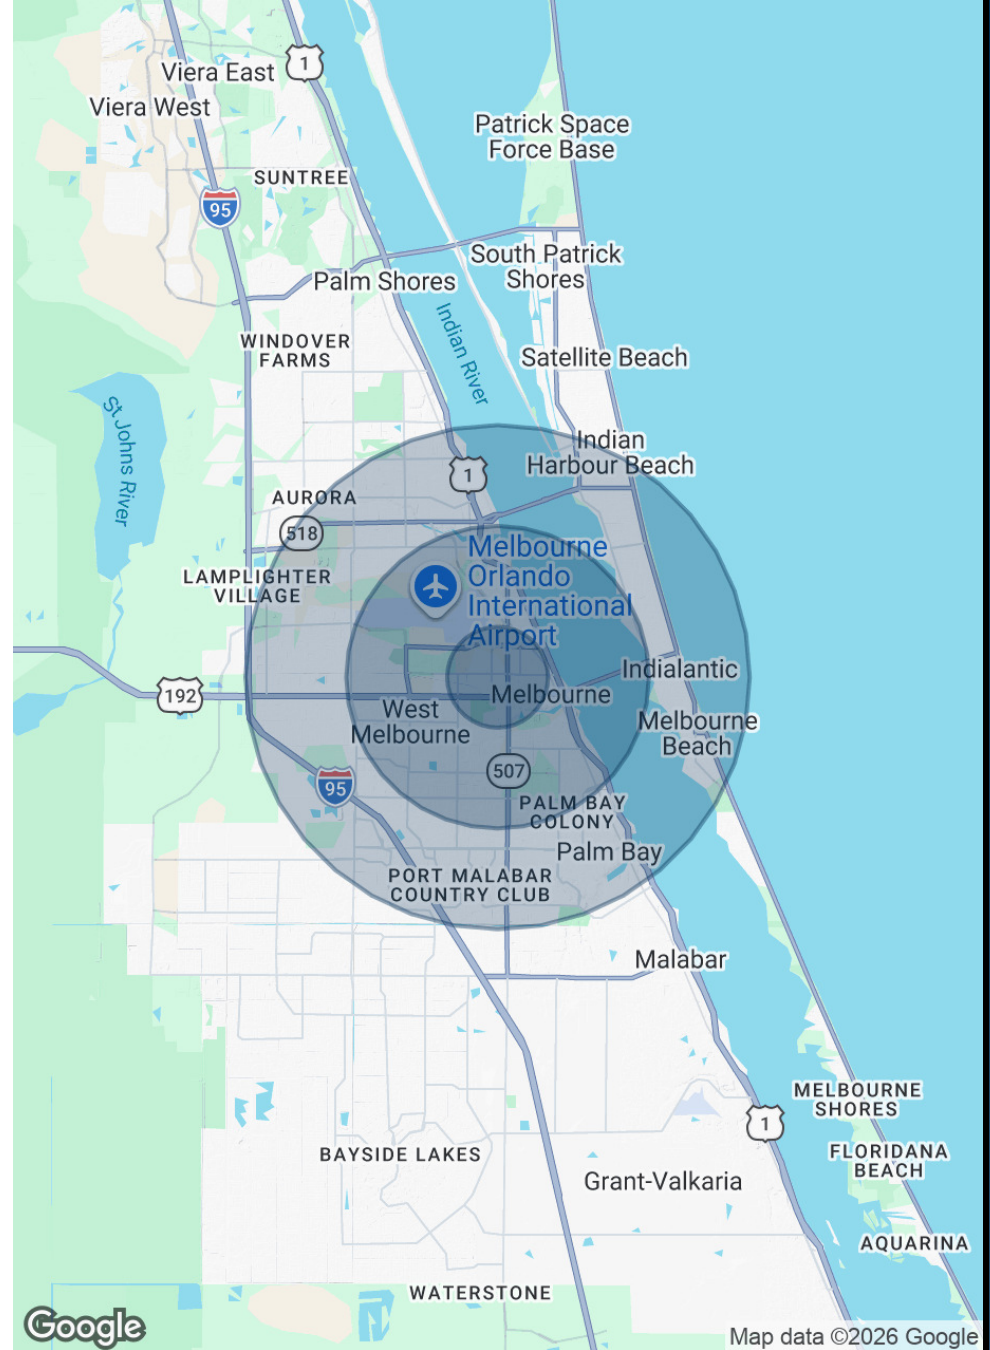 Viera East
1
Viera West
Patrick Space
Force Base
SUNTREE
95
South Patrick
Shores
Palm Shores
Indian River
WINDOVER
FARMS
Satellite Beach
St Johns River
Indian
Harbour Beach
1
AURORA
518
Melbourne
Orlando
International
Airport
LAMPLIGHTER
VILLAGE
Indialantic
192
Melbourne
West
Melbourne
Melbourne
Beach
507
95
PALM BAY
COLONY
Palm Bay
PORT MALABAR
COUNTRY CLUB
Malabar
MELBOURNE
SHORES
1
BAYSIDE LAKES
FLORIDANA
BEACH
Grant-Valkaria
AQUARINA
WATERSTONE
Google
Map data ©2026 Google